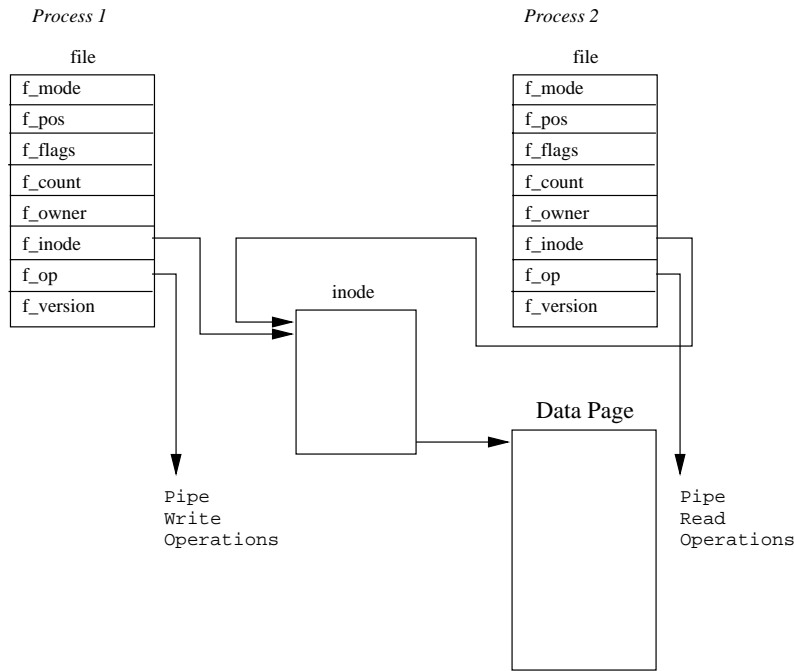 Process 1
file
f_mode
f_pos
f_flags
f_count
f_owner
f_inode
f_op
f_version
Process 2
file
f_mode
f_pos
f_flags
f_count
f_owner
f_inode
f_op
f_version
inode
Data Page
Pipe
Write
Operations
Pipe
Read
Operations